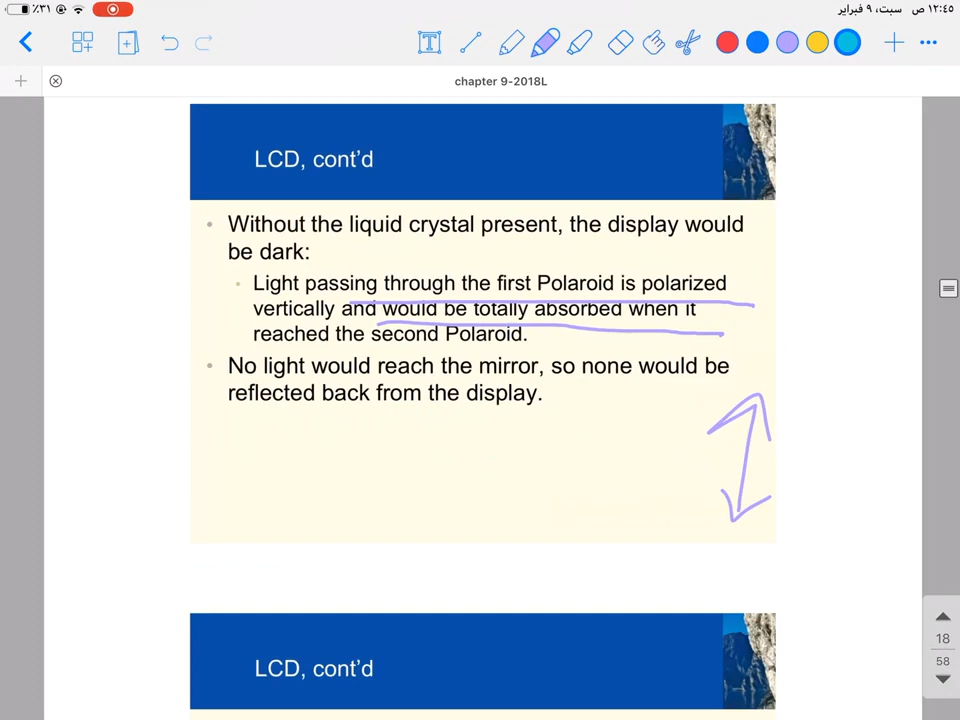 ٪٣١ ١٢:٤٥ ص سبت، ٩ فبراير
chapter 9-2018L
LCD, cont’d
• Without the liquid crystal present, the display would
be dark:
• Light passing through the first Polaroid is polarized
vertically and would be totally absorbed when it
reached the second Polaroid.
• No light would reach the mirror, so none would be
reflected back from the display.
18
58
LCD, cont’d